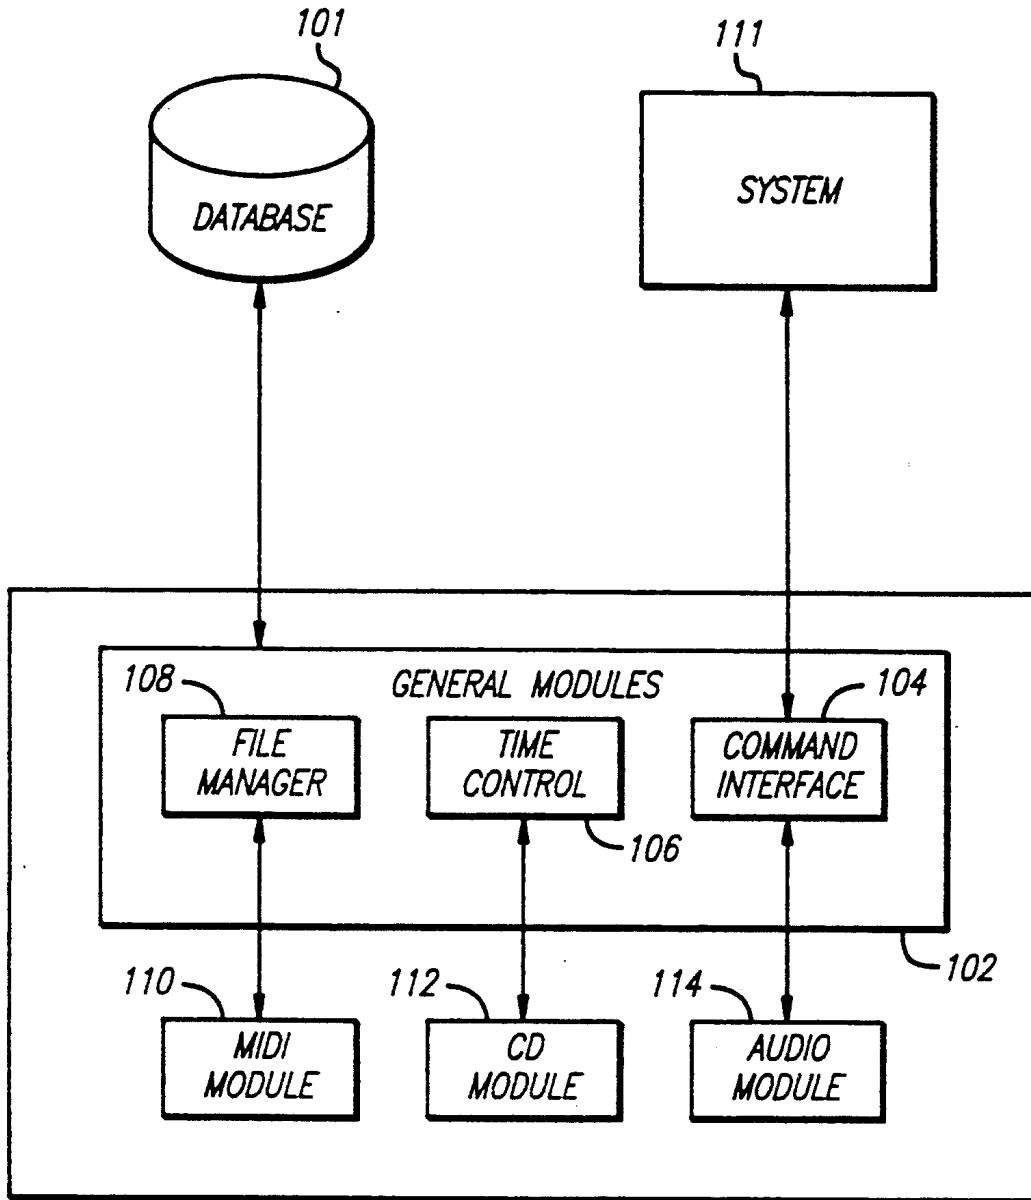 101
111
DATABASE
SYSTEM
108
GENERAL MODULES
104
FILE
MANAGER
TIME
CONTROL
COMMAND
INTERFACE
106
102
110
112
114
MIDI
MODULE
CD
MODULE
AUDIO
MODULE